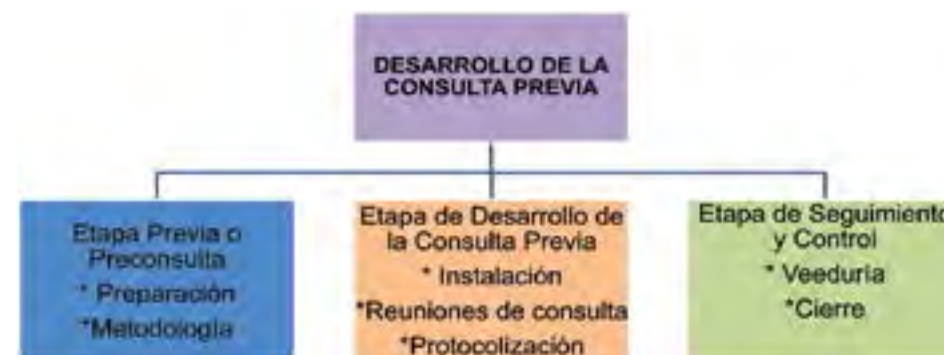 DESARROLLO DE LA
CONSULTA PREVIA
Etapa Previa o
Preconsulta
* Preparación
*Metodología
Etapa de Desarrollo de
la Consulta Previa
* Instalación
*Reuniones de consulta
*Protocolización
Etapa de Seguimiento
y Control
* Veeduría
*Cierre